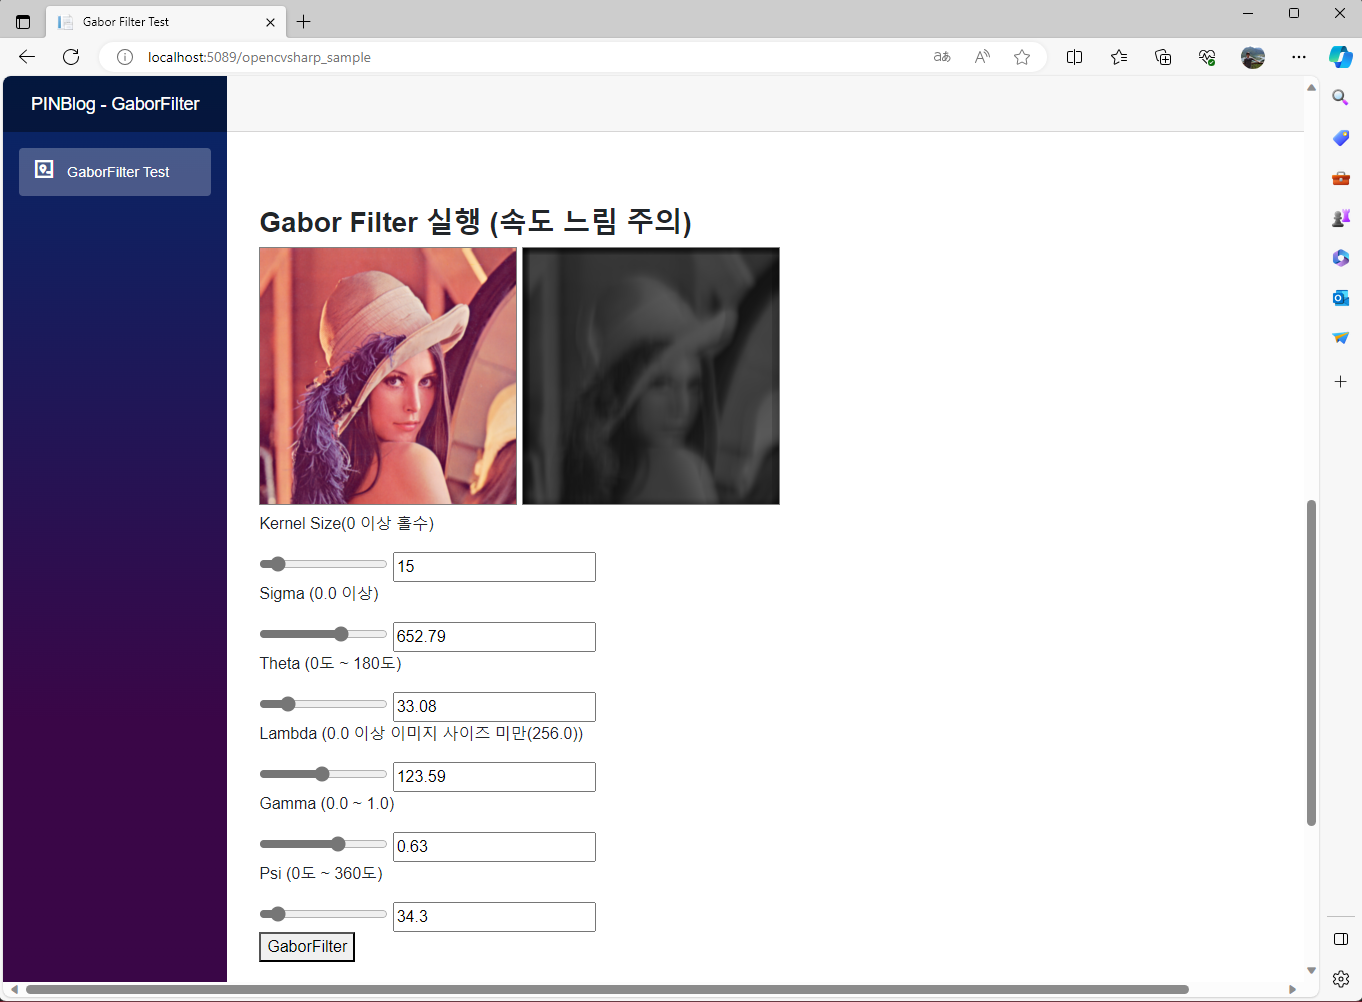 Gabor Filter Test
localhost:5089/opencvsharp_sample
PINBlog - GaborFilter
GaborFilter Test
Gabor Filter 실행 (속도 느림 주의)
Kernel Size(0 이상 홀수)
15
Sigma (0.0 이상)
652.79
Theta (0도 ~ 180도)
33.08
Lambda (0.0 이상 이미지 사이즈 미만(256.0))
123.59
Gamma (0.0 ~ 1.0)
0.63
Psi (0도 ~ 360도)
34.3
GaborFilter